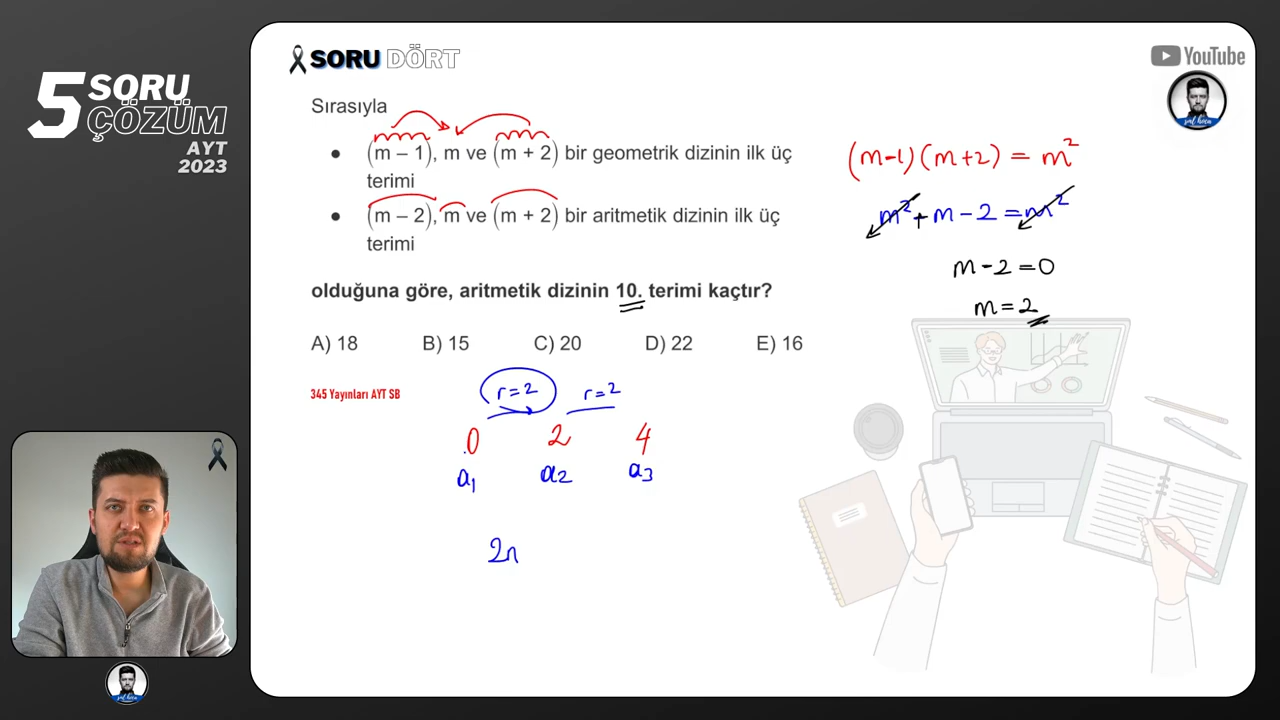 5 SORU
ÇÖZÜM
AYT
2023
SORU DÖRT
YouTube
Sırasıyla
• (m – 1), m ve (m + 2) bir geometrik dizinin ilk üç
terimi
• (m – 2), m ve (m + 2) bir aritmetik dizinin ilk üç
terimi
olduğuna göre, aritmetik dizinin 10. terimi kaçtır?
A) 18 B) 15 C) 20 D) 22 E) 16
345 Yayınları AYT SB
(m-1)(m+2) = m²
m² + m - 2 = m²
m - 2 = 0
m = 2
r = 2 r = 2
0 2 4
a₁ a₂ a₃
2n